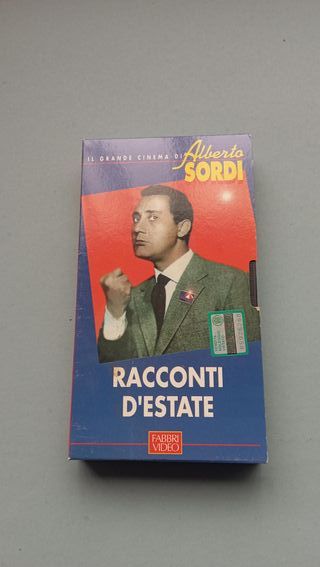 IL GRANDE CINEMA DI Alberto
SORDI
RACCONTI
D'ESTATE
FABBRI
VIDEO